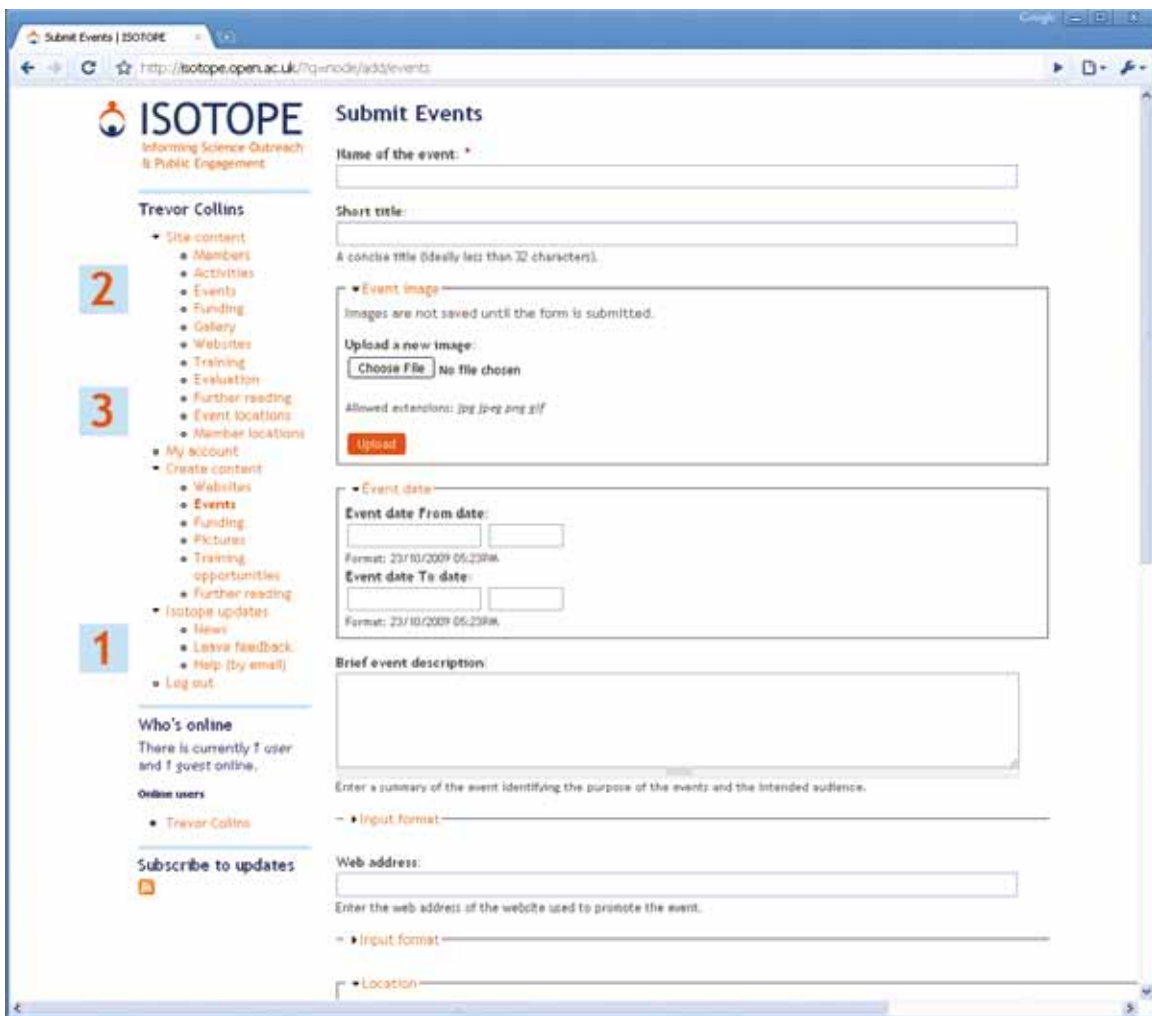 Google
Submit Events | ISOTOPE
http://isotope.open.ac.uk/?q=node/add/events
ISOTOPE
Informing Science Outreach
& Public Engagement
Trevor Collins
Site content
Members
Activities
Events
Funding
Gallery
Websites
Training
Evaluation
Further reading
Event locations
Member locations
My account
Create content
Websites
Events
Funding
Pictures
Training
opportunities
Further reading
Isotope updates
News
Leave feedback
Help (by email)
Log out
2
3
1
Who's online
There is currently 1 user
and 1 guest online.
Online users
Trevor Collins
Subscribe to updates
Submit Events
Name of the event: *
Short title:
A concise title (ideally less than 32 characters).
Event image
Images are not saved until the form is submitted.
Upload a new image:
Choose File No file chosen
Allowed extensions: jpg jpeg png gif
Upload
Event date
Event date From date:
Format: 23/10/2009 05:23PM
Event date To date:
Format: 23/10/2009 05:23PM
Brief event description:
Enter a summary of the event identifying the purpose of the events and the intended audience.
Input format
Web address:
Enter the web address of the website used to promote the event.
Input format
Location